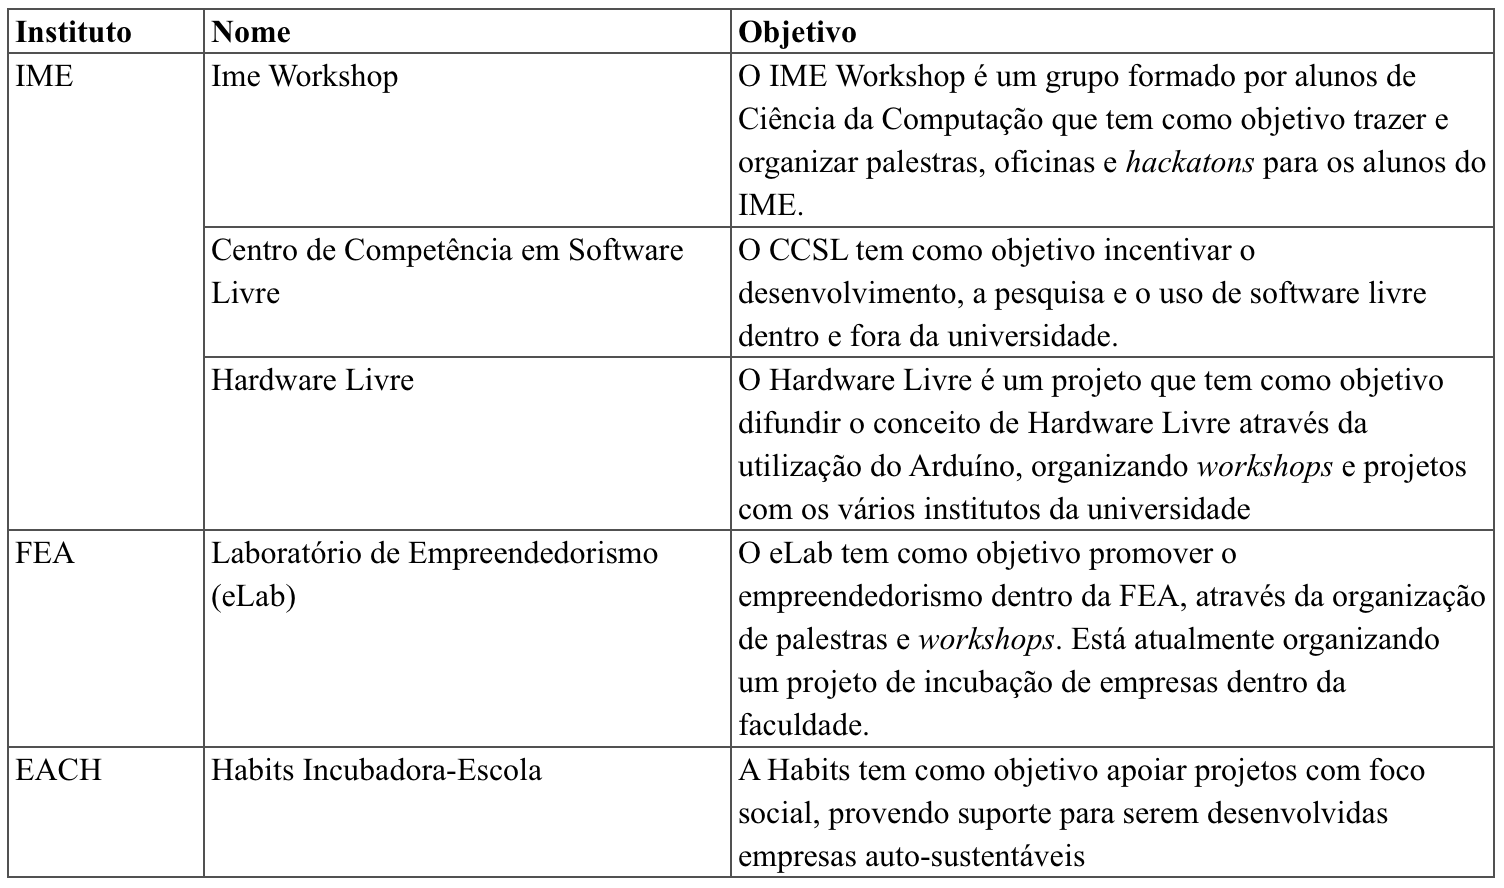 Instituto Nome Objetivo
IME Ime Workshop O IME Workshop é um grupo formado por alunos de
Ciência da Computação que tem como objetivo trazer e
organizar palestras, oficinas e hackatons para os alunos do
IME.
Centro de Competência em Software O CCSL tem como objetivo incentivar o
Livre desenvolvimento, a pesquisa e o uso de software livre
dentro e fora da universidade.
Hardware Livre O Hardware Livre é um projeto que tem como objetivo
difundir o conceito de Hardware Livre através da
utilização do Arduíno, organizando workshops e projetos
com os vários institutos da universidade
FEA Laboratório de Empreendedorismo O eLab tem como objetivo promover o
(eLab) empreendedorismo dentro da FEA, através da organização
de palestras e workshops. Está atualmente organizando
um projeto de incubação de empresas dentro da
faculdade.
EACH Habits Incubadora-Escola A Habits tem como objetivo apoiar projetos com foco
social, provendo suporte para serem desenvolvidas
empresas auto-sustentáveis